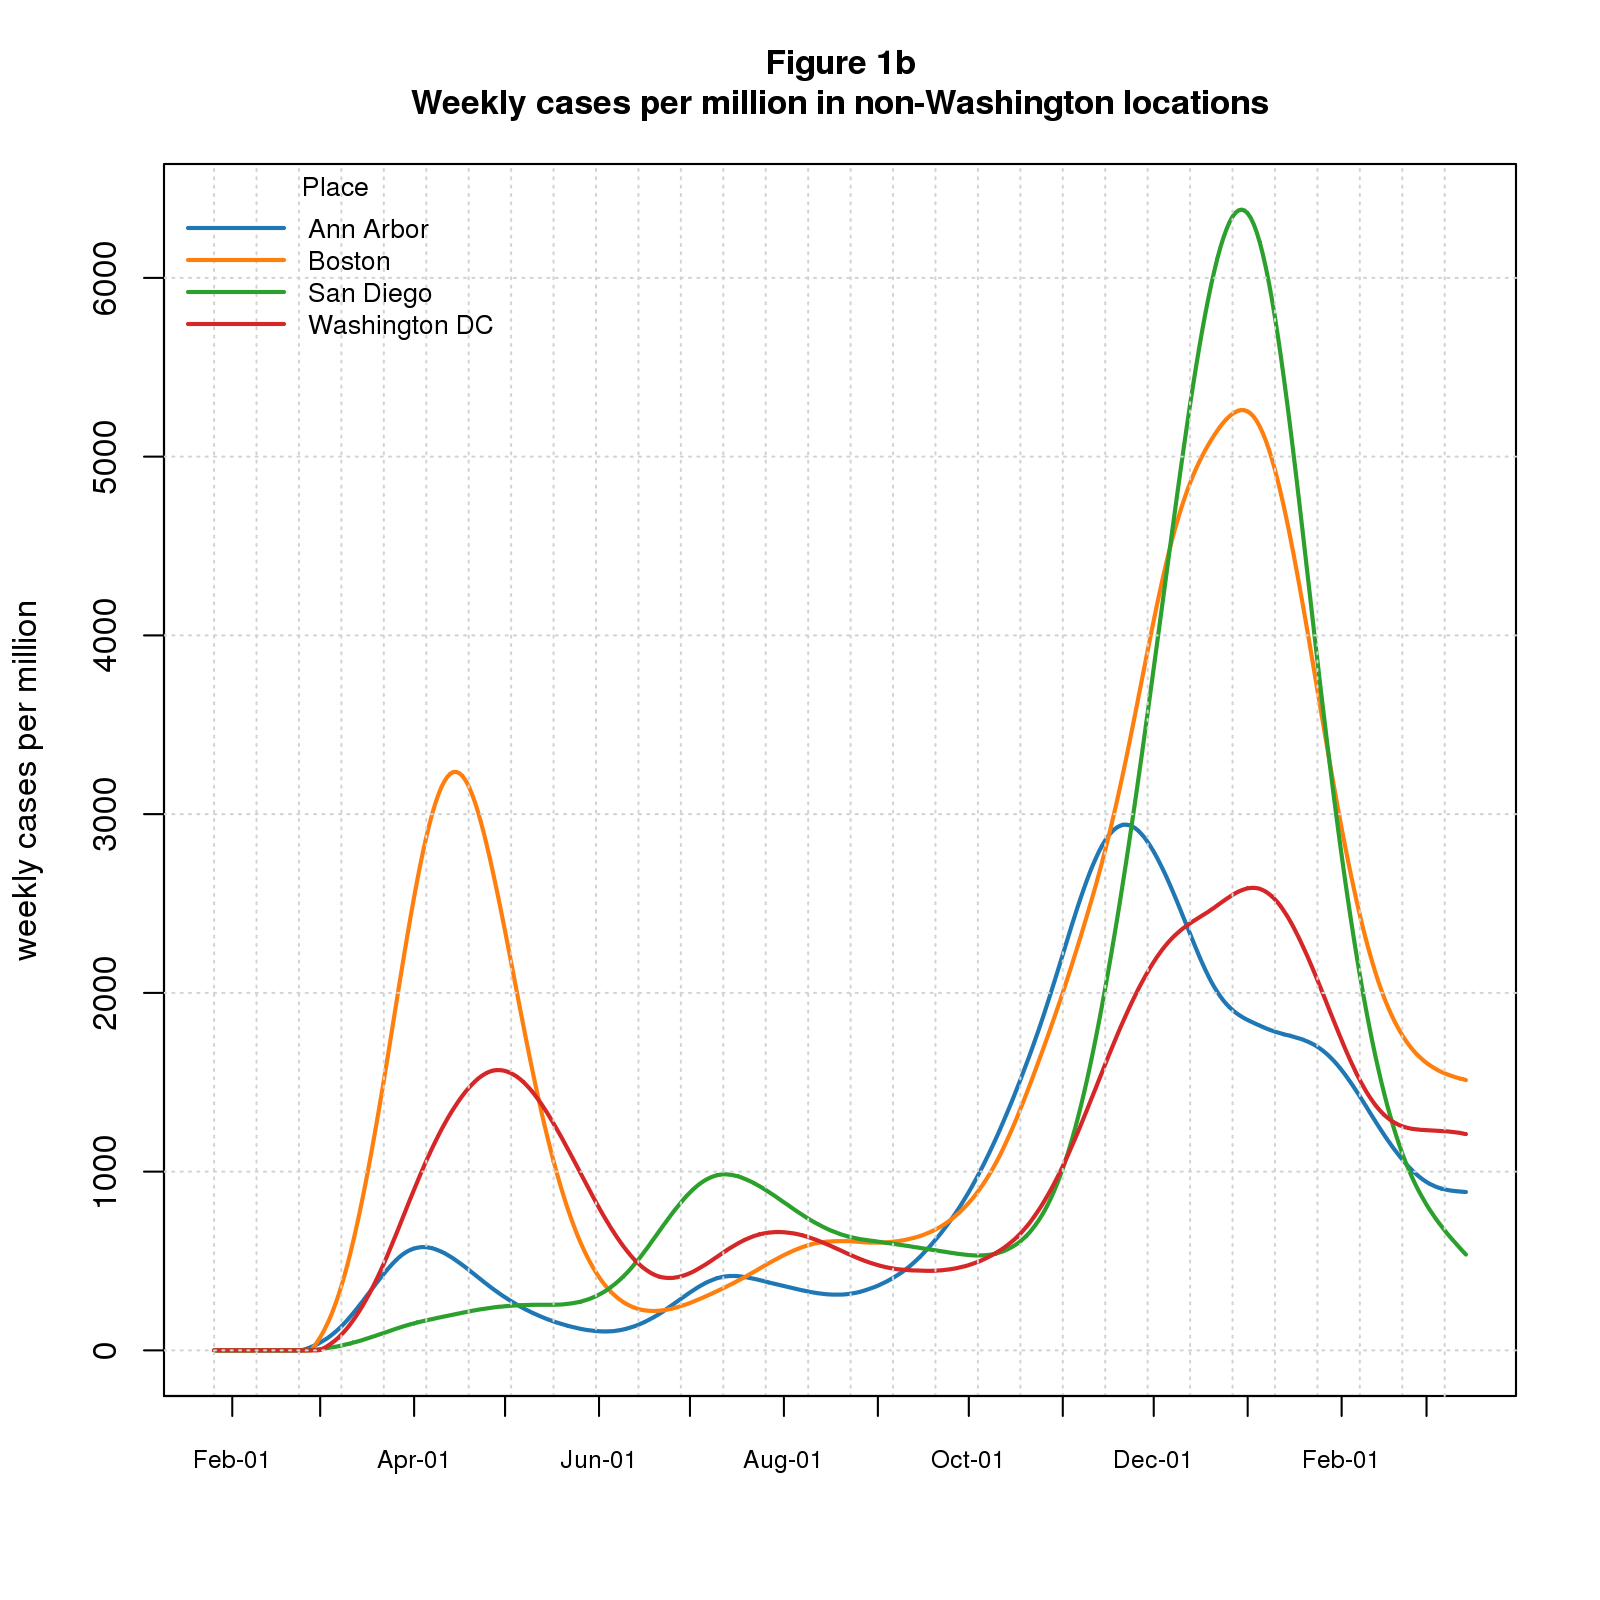 Figure 1b
Weekly cases per million in non-Washington locations
Place
Ann Arbor
Boston
San Diego
Washington DC
weekly cases per million
6000
5000
4000
3000
2000
1000
0
Feb-01 Apr-01 Jun-01 Aug-01 Oct-01 Dec-01 Feb-01